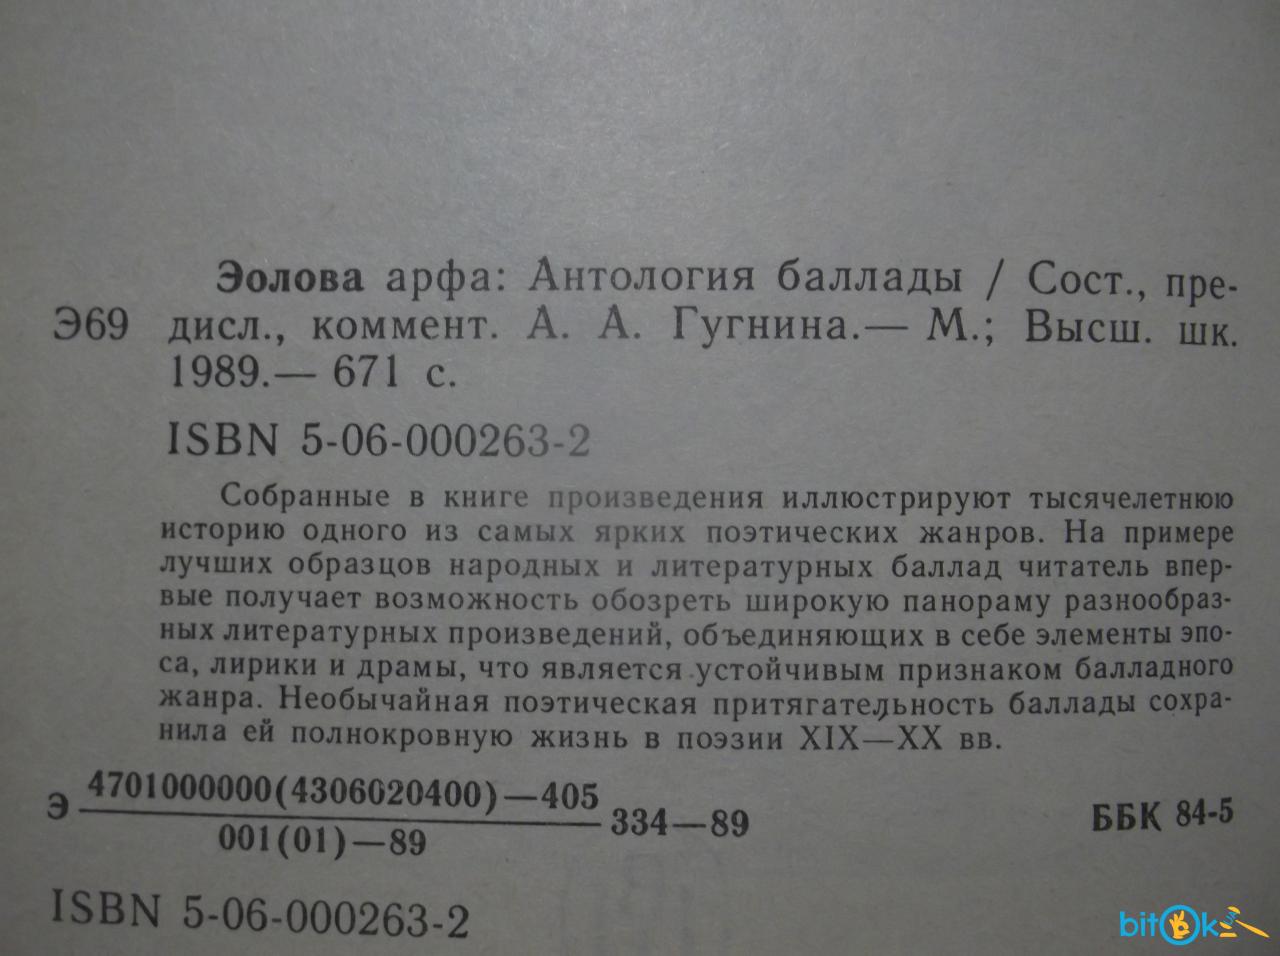 Эолова арфа: Антология баллады / Сост., пре-
Э69 дисл., коммент. А. А. Гугнина.— М.; Высш. шк.
1989.— 671 с.
ISBN 5-06-000263-2
Собранные в книге произведения иллюстрируют тысячелетнюю
историю одного из самых ярких поэтических жанров. На примере
лучших образцов народных и литературных баллад читатель впер-
вые получает возможность обозреть широкую панораму разнообраз-
ных литературных произведений, объединяющих в себе элементы эпо-
са, лирики и драмы, что является устойчивым признаком балладного
жанра. Необычайная поэтическая притягательность баллады сохра-
нила ей полнокровную жизнь в поэзии XIX—XX вв.
4701000000(4306020400)—405
Э 334—89 ББК 84-5
001(01)—89
ISBN 5-06-000263-2
bitOk